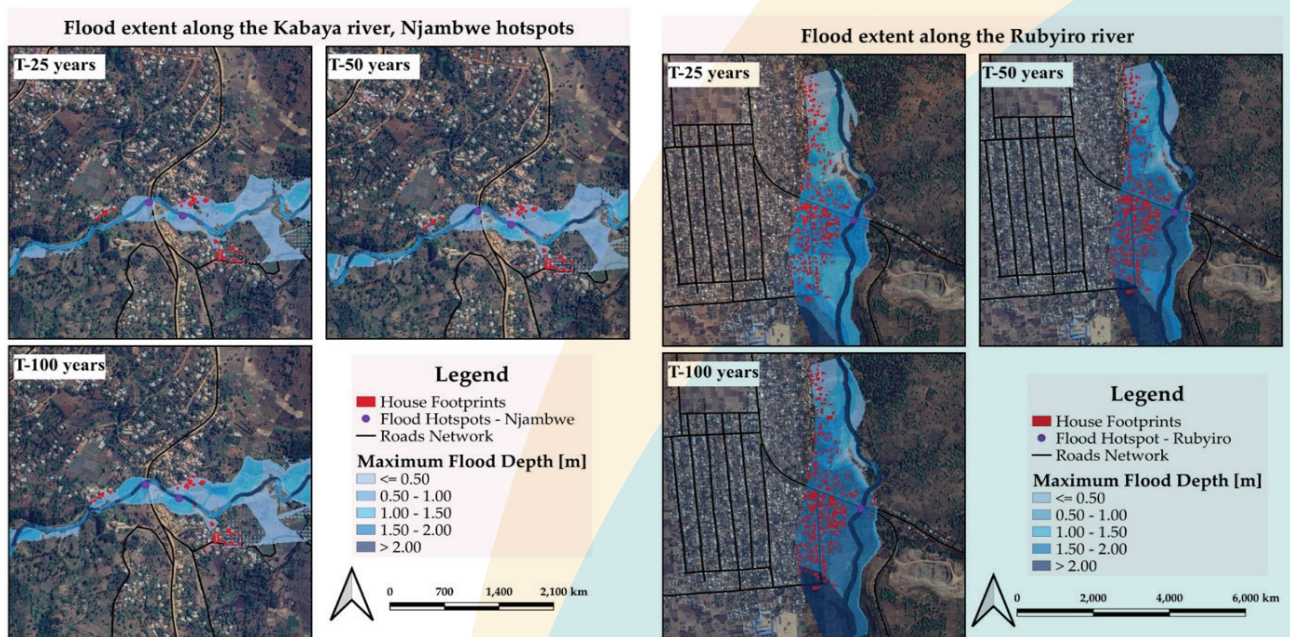 Flood extent along the Kabaya river, Njambwe hotspots
T-25 years
T-50 years
T-100 years
Legend
House Footprints
Flood Hotspots - Njambwe
Roads Network
Maximum Flood Depth [m]
<= 0.50
0.50 - 1.00
1.00 - 1.50
1.50 - 2.00
> 2.00
0 700 1,400 2,100 km
Flood extent along the Rubyiro river
T-25 years
T-50 years
T-100 years
Legend
House Footprints
Flood Hotspot - Rubyiro
Roads Network
Maximum Flood Depth [m]
<= 0.50
0.50 - 1.00
1.00 - 1.50
1.50 - 2.00
> 2.00
0 2,000 4,000 6,000 km